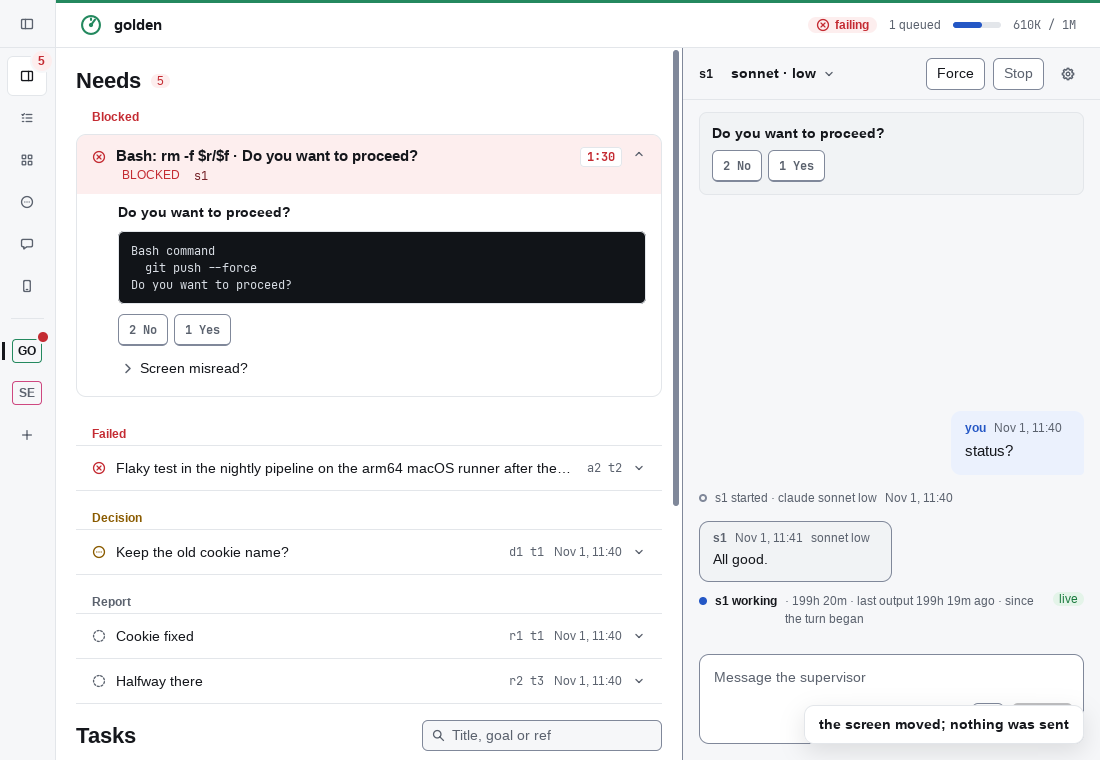 golden
failing
1 queued
610K / 1M
5
GO
SE
Needs 5
Blocked
Bash: rm -f $r/$f · Do you want to proceed?
1:30
BLOCKED s1
Do you want to proceed?
Bash command
git push --force
Do you want to proceed?
2 No
1 Yes
Screen misread?
Failed
Flaky test in the nightly pipeline on the arm64 macOS runner after the… a2 t2
Decision
Keep the old cookie name? d1 t1 Nov 1, 11:40
Report
Cookie fixed r1 t1 Nov 1, 11:40
Halfway there r2 t3 Nov 1, 11:40
Tasks
Title, goal or ref
s1 sonnet · low
Force
Stop
Do you want to proceed?
2 No
1 Yes
you Nov 1, 11:40
status?
s1 started · claude sonnet low Nov 1, 11:40
s1 Nov 1, 11:41 sonnet low
All good.
s1 working · 199h 20m · last output 199h 19m ago · since
the turn began
live
Message the supervisor
the screen moved; nothing was sent